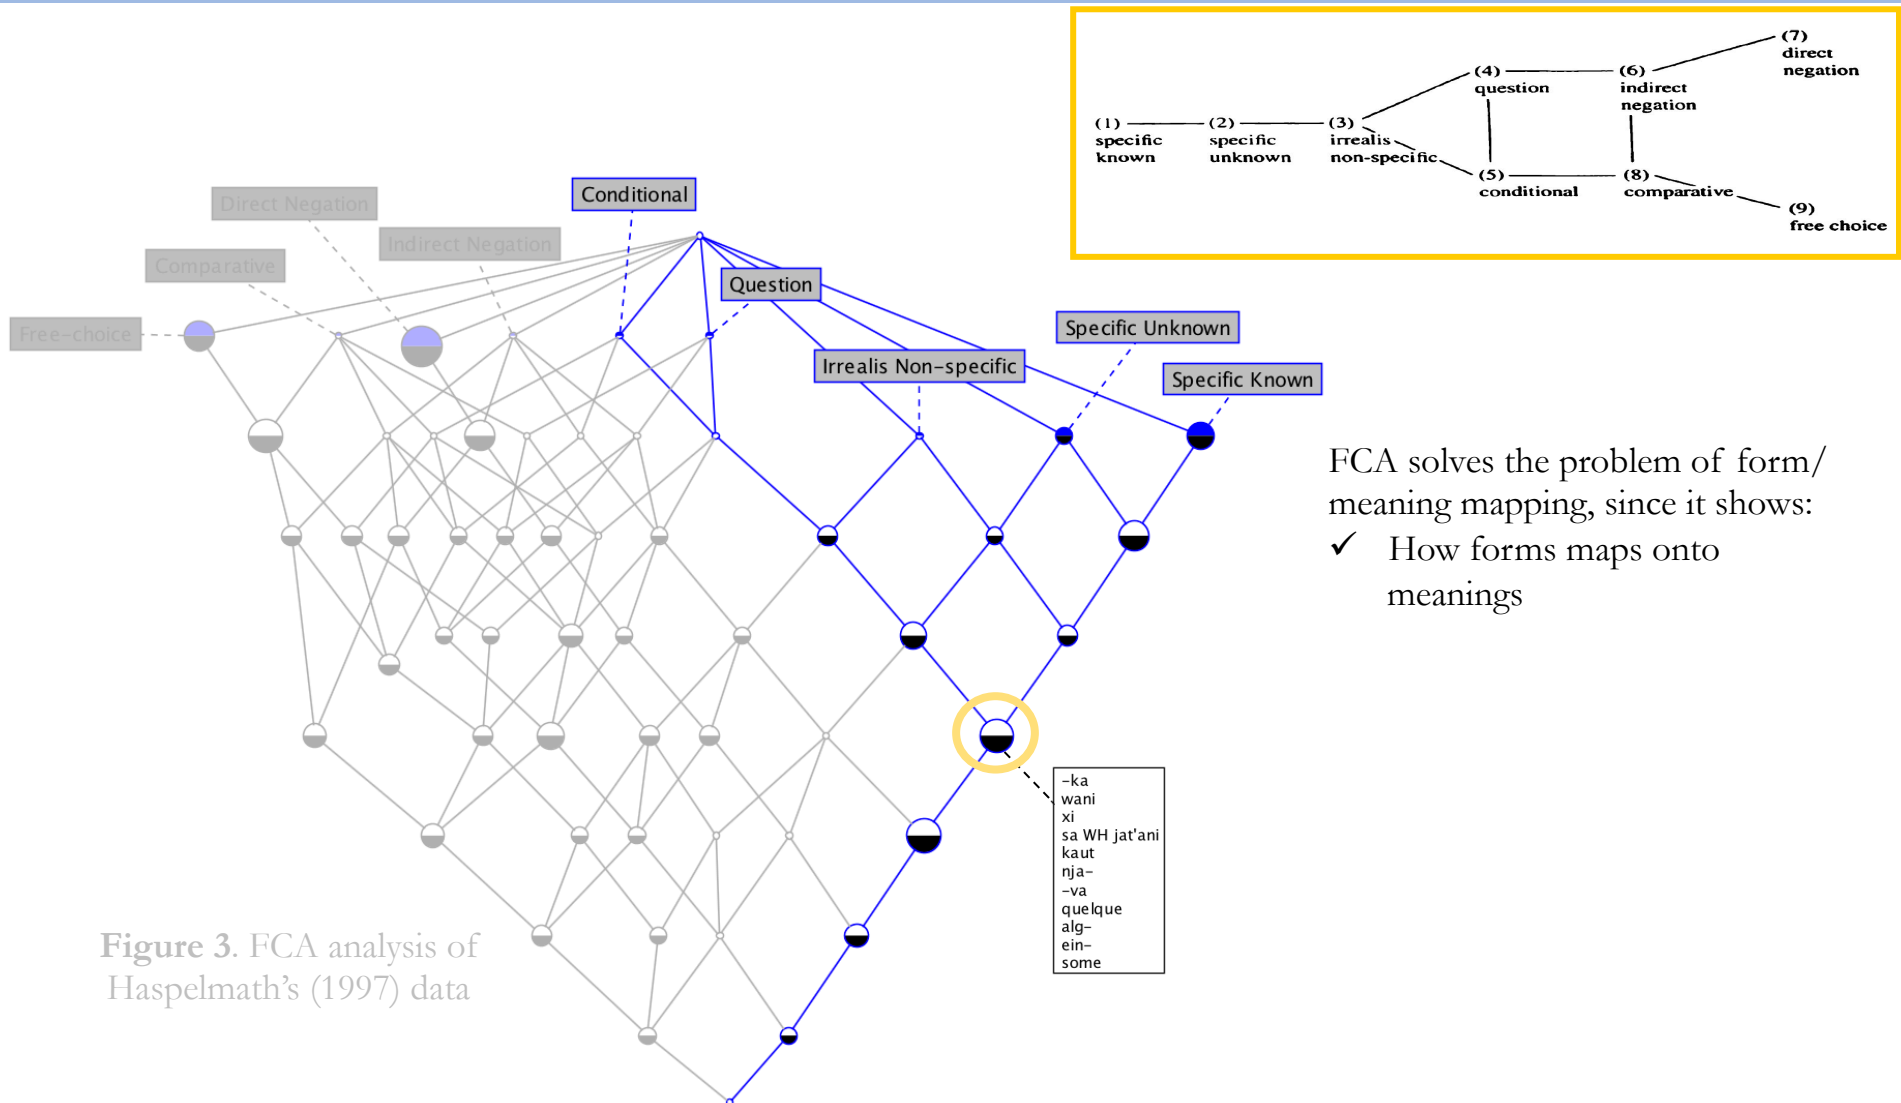 (7)
direct
negation
(4)
question
(6)
indirect
negation
(1)
specific
known
(2)
specific
unknown
(3)
irrealis
non-specific
(5)
conditional
(8)
comparative
(9)
free choice
Conditional
Direct Negation
Indirect Negation
Comparative
Question
Free-choice
Specific Unknown
Irrealis Non-specific
Specific Known
FCA solves the problem of form/
meaning mapping, since it shows:
✓ How forms maps onto
meanings
-ka
wani
xi
sa WH jat'ani
kaut
nja-
-va
quelque
alg-
ein-
some
Figure 3. FCA analysis of
Haspelmath’s (1997) data